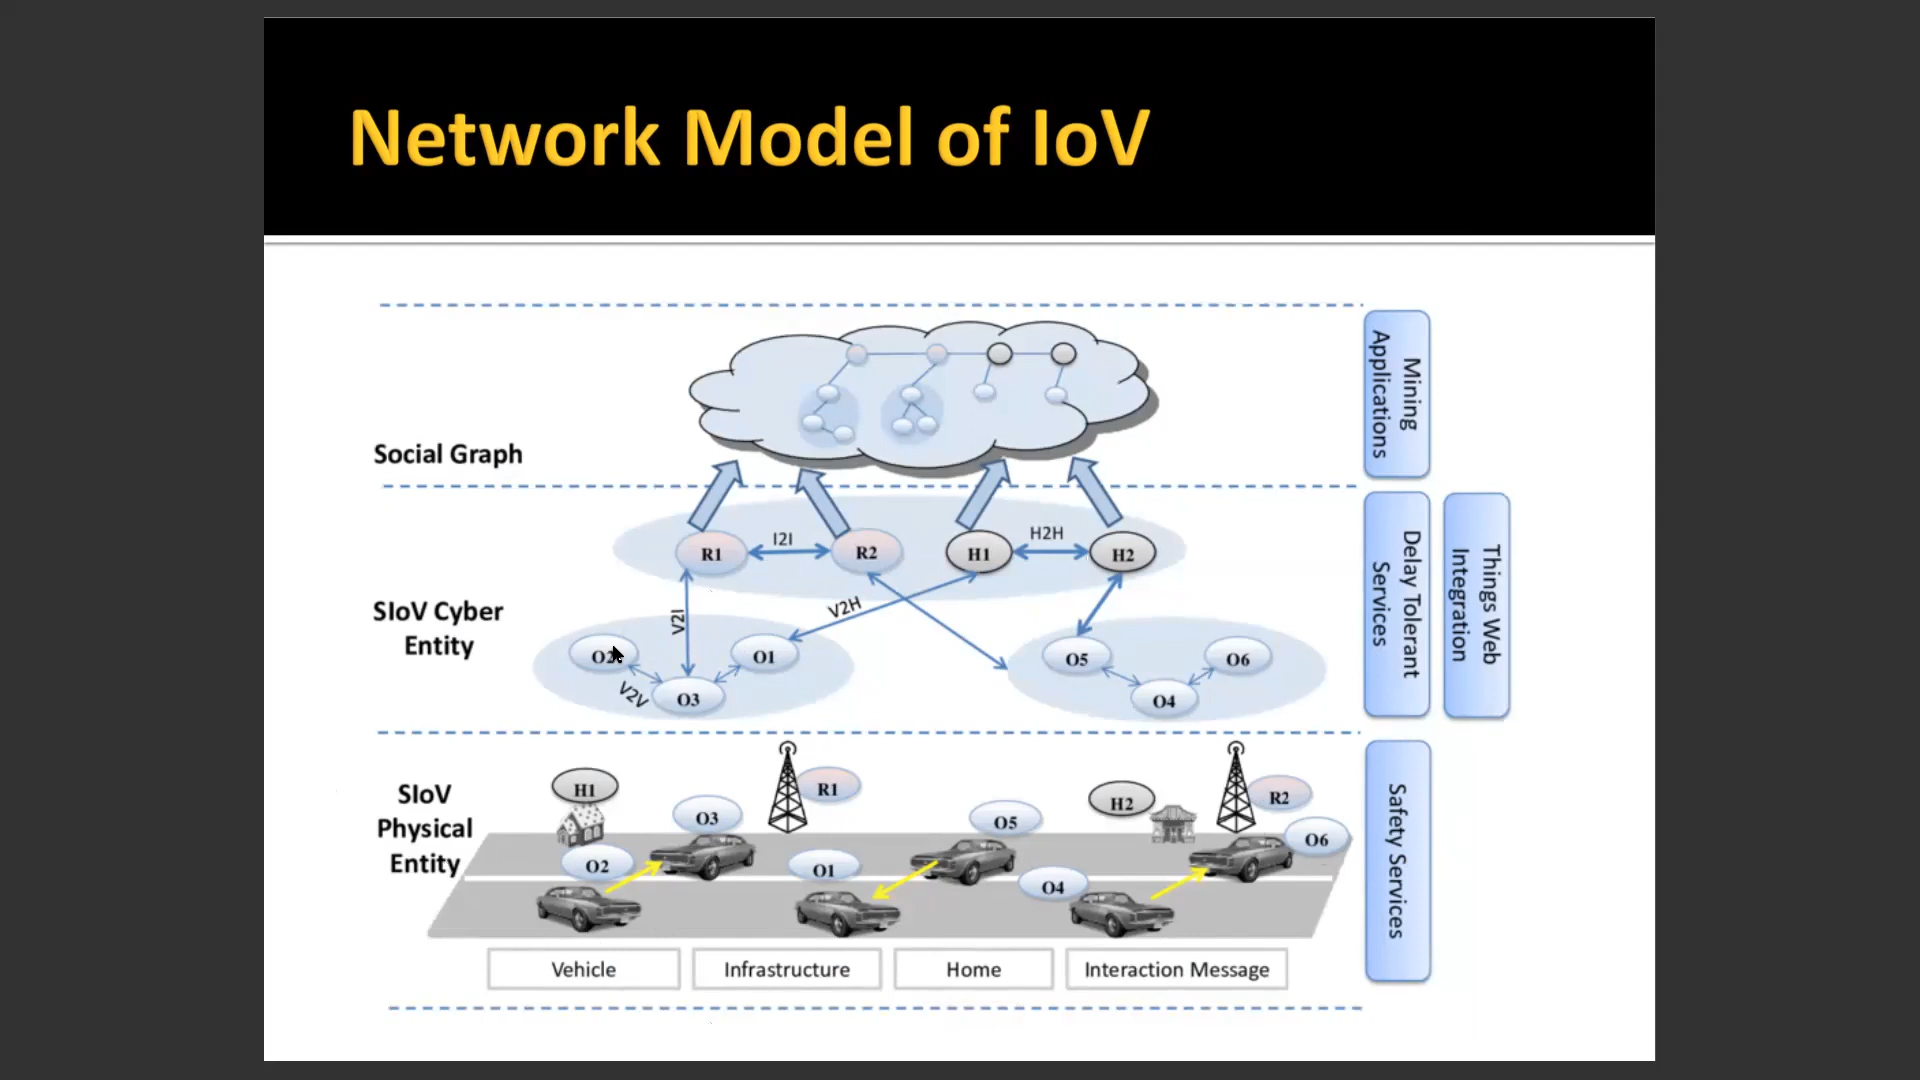 Network Model of IoV
Mining
Applications
Social Graph
R1
I2I
R2
H1
H2H
H2
Delay Tolerant
Services
Things Web
Integration
SIoV Cyber
Entity
V2I
V2H
O2
O1
V2V
O3
O5
O6
O4
SIoV
Physical
Entity
H1
O3
R1
O5
H2
R2
O6
O2
O1
O4
Safety Services
Vehicle
Infrastructure
Home
Interaction Message